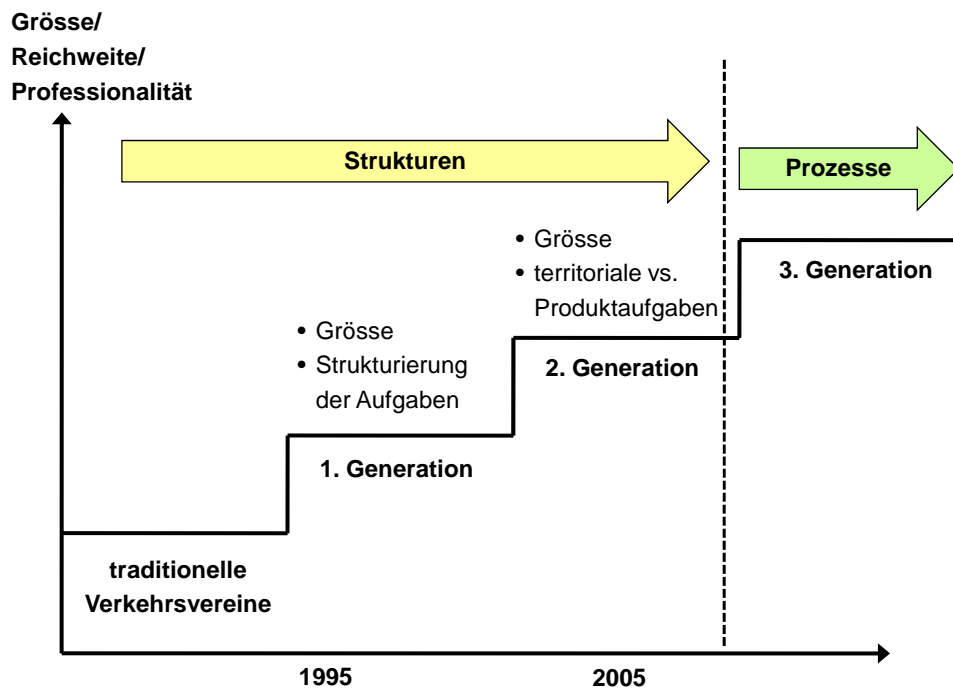 Grösse/
Reichweite/
Professionalität
Strukturen
Prozesse
• Grösse
• territoriale vs.
Produktaufgaben
3. Generation
• Grösse
• Strukturierung
der Aufgaben
2. Generation
1. Generation
traditionelle
Verkehrsvereine
1995
2005